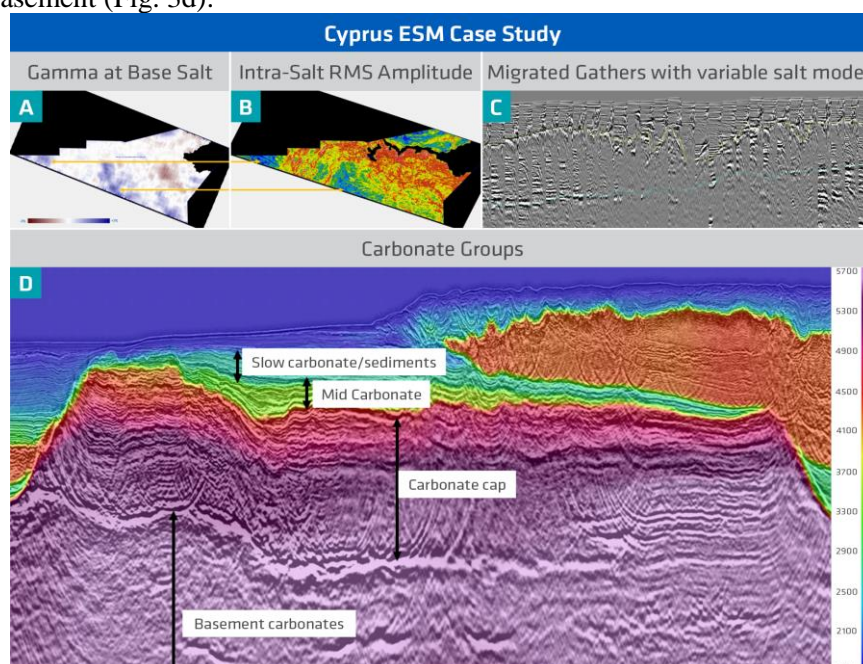 asement (Fig. 3d).
Cyprus ESM Case Study
Gamma at Base Salt
Intra-Salt RMS Amplitude
Migrated Gathers with variable salt mode
A
B
C
Carbonate Groups
D
5700
5300
4900
4500
4100
3700
3300
2900
2500
2100
Slow carbonate/sediments
Mid Carbonate
Carbonate cap
Basement carbonates